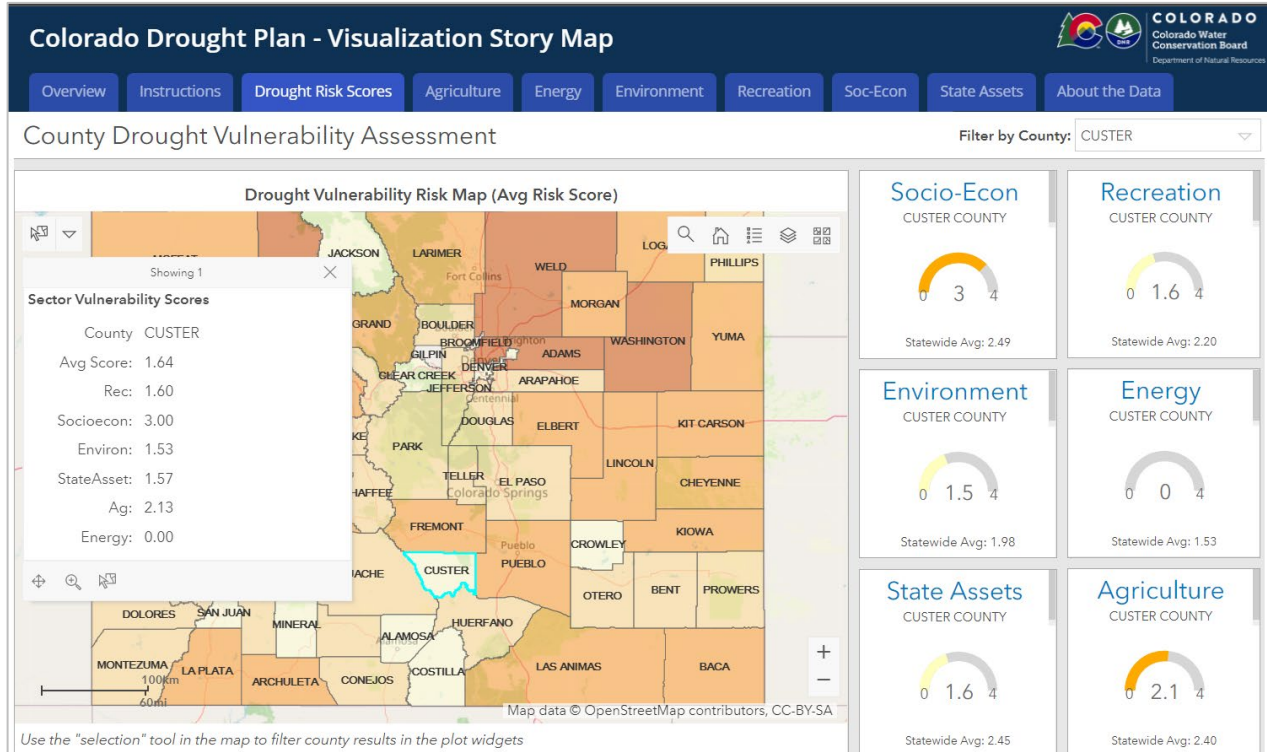 Colorado Drought Plan - Visualization Story Map
COLORADO
Colorado Water
Conservation Board
Department of Natural Resources
DNR
Overview
Instructions
Drought Risk Scores
Agriculture
Energy
Environment
Recreation
Soc-Econ
State Assets
About the Data
County Drought Vulnerability Assessment
Filter by County: CUSTER
Drought Vulnerability Risk Map (Avg Risk Score)
Showing 1
Sector Vulnerability Scores
County CUSTER
Avg Score: 1.64
Rec: 1.60
Socioecon: 3.00
Environ: 1.53
StateAsset: 1.57
Ag: 2.13
Energy: 0.00
JACKSON
LARIMER
Fort Collins
WELD
PHILLIPS
MORGAN
GRAND
BOULDER
BROOMFIELD
GILPIN
ADAMS
WASHINGTON
YUMA
DENVER
CLEAR CREEK
ARAPAHOE
JEFFERSON
Centennial
DOUGLAS
ELBERT
KIT CARSON
PARK
LINCOLN
TELLER
EL PASO
Colorado Springs
CHEYENNE
FREMONT
KIOWA
Pueblo
CROWLEY
CUSTER
PUEBLO
OTERO
BENT
PROWERS
DOLORES
SAN JUAN
MINERAL
ALAMOSA
HUERFANO
MONTEZUMA
LA PLATA
ARCHULETA
CONEJOS
COSTILLA
LAS ANIMAS
BACA
100km
60mi
+
−
Map data © OpenStreetMap contributors, CC-BY-SA
Use the "selection" tool in the map to filter county results in the plot widgets
Socio-Econ
CUSTER COUNTY
0 3 4
Statewide Avg: 2.49
Recreation
CUSTER COUNTY
0 1.6 4
Statewide Avg: 2.20
Environment
CUSTER COUNTY
0 1.5 4
Statewide Avg: 1.98
Energy
CUSTER COUNTY
0 0 4
Statewide Avg: 1.53
State Assets
CUSTER COUNTY
0 1.6 4
Statewide Avg: 2.45
Agriculture
CUSTER COUNTY
0 2.1 4
Statewide Avg: 2.40